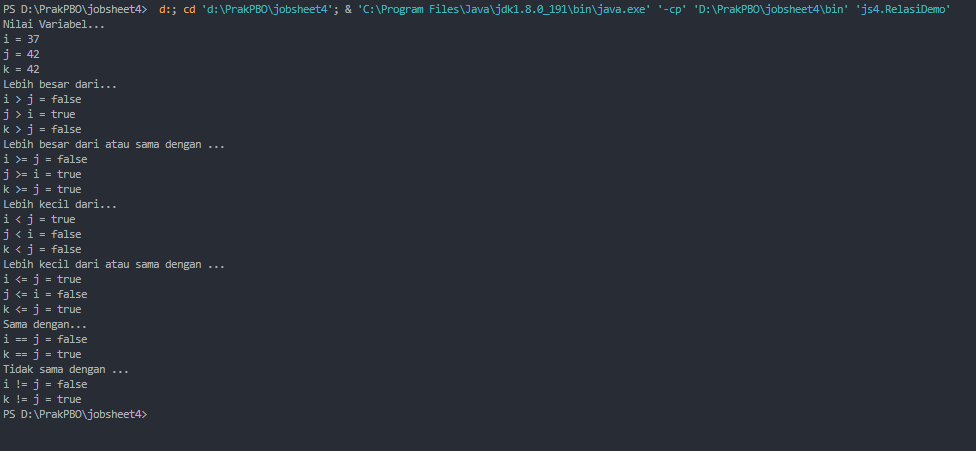 PS D:\PrakPBO\jobsheet4>  d:; cd 'd:\PrakPBO\jobsheet4'; & 'C:\Program Files\Java\jdk1.8.0_191\bin\java.exe' '-cp' 'D:\PrakPBO\jobsheet4\bin' 'js4.RelasiDemo'
Nilai Variabel...
i = 37
j = 42
k = 42
Lebih besar dari...
i > j = false
j > i = true
k > j = false
Lebih besar dari atau sama dengan ...
i >= j = false
j >= i = true
k >= j = true
Lebih kecil dari...
i < j = true
j < i = false
k < j = false
Lebih kecil dari atau sama dengan ...
i <= j = true
j <= i = false
k <= j = true
Sama dengan...
i == j = false
k == j = true
Tidak sama dengan ...
i != j = false
k != j = true
PS D:\PrakPBO\jobsheet4>